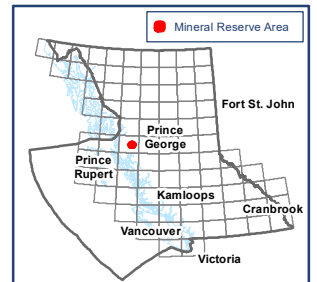 Mineral Reserve Area
Fort St. John
Prince
George
Prince
Rupert
Kamloops
Cranbrook
Vancouver
Victoria